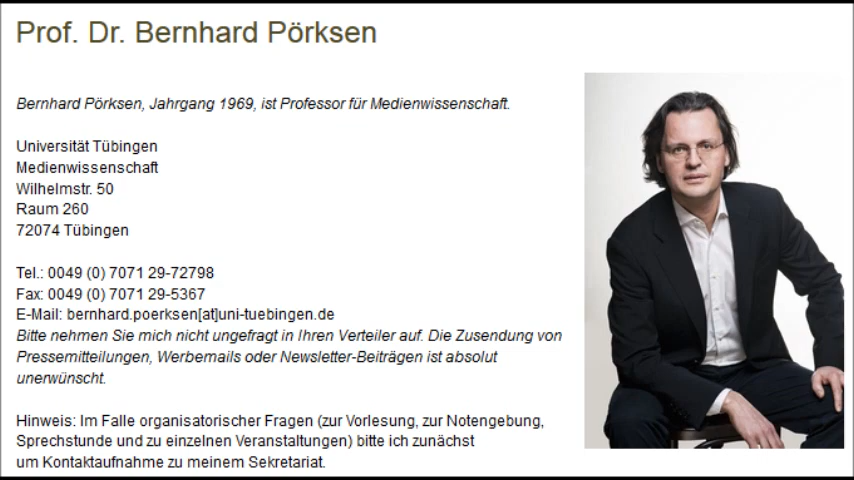 Prof. Dr. Bernhard Pörksen
Bernhard Pörksen, Jahrgang 1969, ist Professor für Medienwissenschaft.
Universität Tübingen
Medienwissenschaft
Wilhelmstr. 50
Raum 260
72074 Tübingen
Tel.: 0049 (0) 7071 29-72798
Fax: 0049 (0) 7071 29-5367
E-Mail: bernhard.poerksen[at]uni-tuebingen.de
Bitte nehmen Sie mich nicht ungefragt in Ihren Verteiler auf. Die Zusendung von
Pressemitteilungen, Werbemails oder Newsletter-Beiträgen ist absolut
unerwünscht.
Hinweis: Im Falle organisatorischer Fragen (zur Vorlesung, zur Notengebung,
Sprechstunde und zu einzelnen Veranstaltungen) bitte ich zunächst
um Kontaktaufnahme zu meinem Sekretariat.